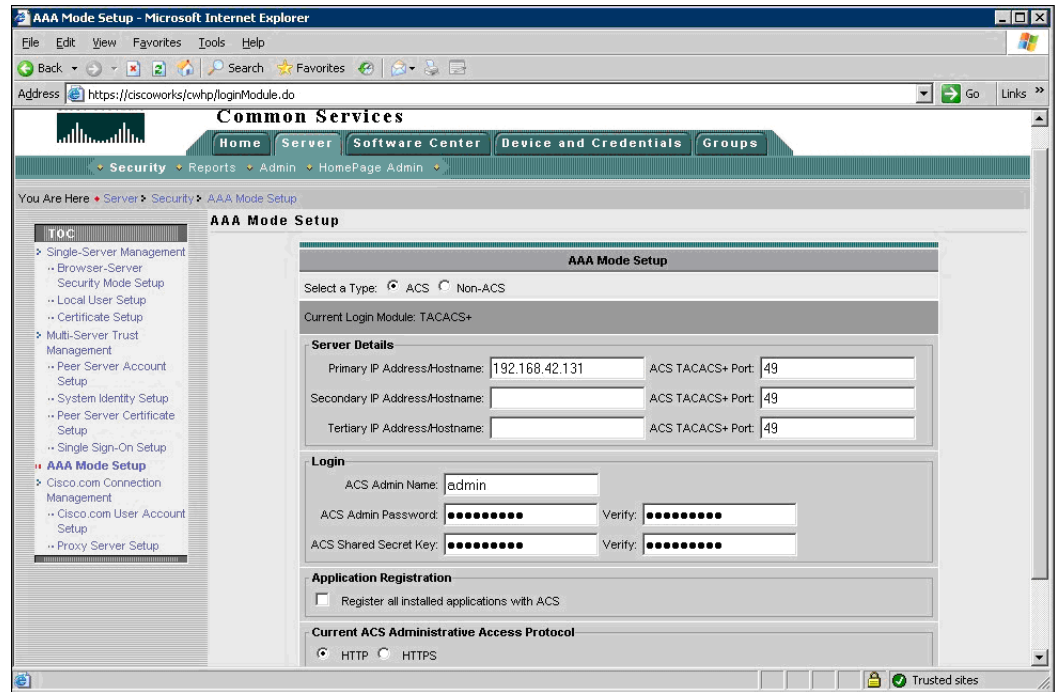 AAA Mode Setup - Microsoft Internet Explorer
File Edit View Favorites Tools Help
Back Search Favorites
Address https://ciscoworks/cwhp/loginModule.do Go Links »
Common Services
Home Server Software Center Device and Credentials Groups
Security Reports Admin HomePage Admin
You Are Here Server Security AAA Mode Setup
AAA Mode Setup
TOC
Single-Server Management
Browser-Server
Security Mode Setup
Local User Setup
Certificate Setup
Multi-Server Trust
Management
Peer Server Account
Setup
System Identity Setup
Peer Server Certificate
Setup
Single Sign-On Setup
AAA Mode Setup
Cisco.com Connection
Management
Cisco.com User Account
Setup
Proxy Server Setup
AAA Mode Setup
Select a Type: ACS Non-ACS
Current Login Module: TACACS+
Server Details
Primary IP Address/Hostname: 192.168.42.131 ACS TACACS+ Port: 49
Secondary IP Address/Hostname: ACS TACACS+ Port: 49
Tertiary IP Address/Hostname: ACS TACACS+ Port: 49
Login
ACS Admin Name: admin
ACS Admin Password: ●●●●●●●●● Verify: ●●●●●●●●●
ACS Shared Secret Key: ●●●●●●●●● Verify: ●●●●●●●●●
Application Registration
Register all installed applications with ACS
Current ACS Administrative Access Protocol
HTTP HTTPS
Trusted sites